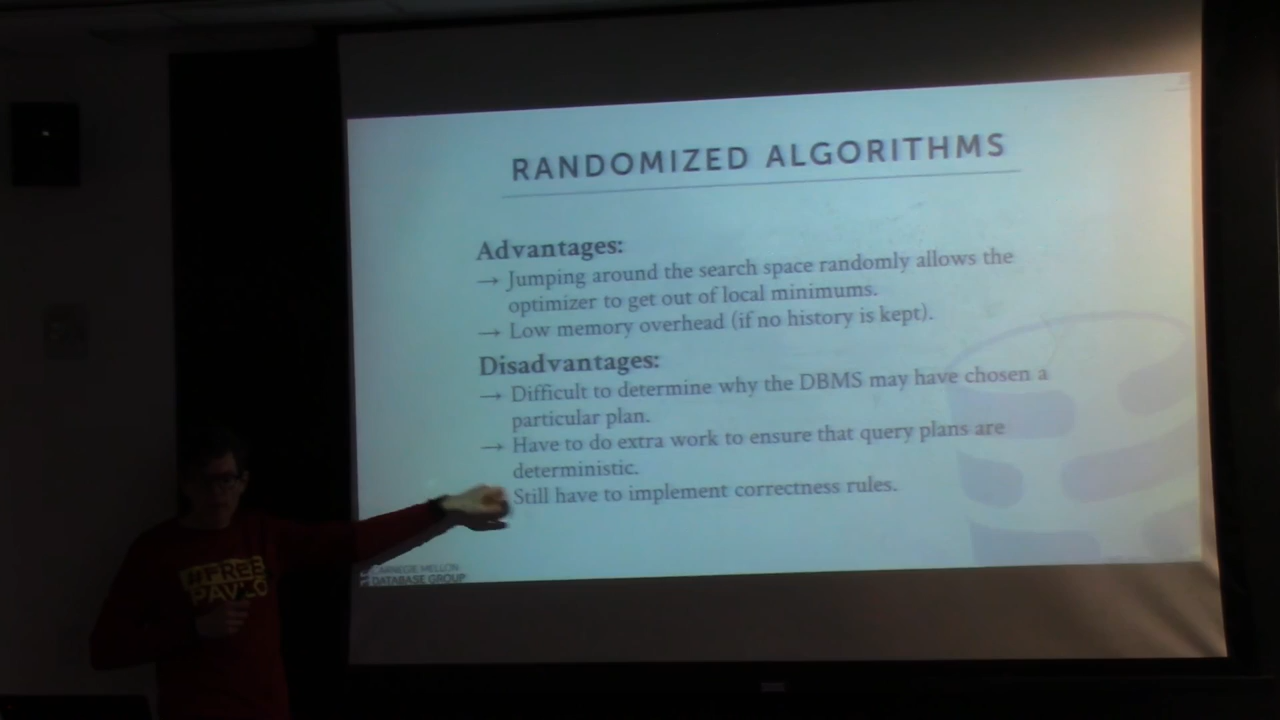 RANDOMIZED ALGORITHMS
Advantages:
→ Jumping around the search space randomly allows the
optimizer to get out of local minimums.
→ Low memory overhead (if no history is kept).
Disadvantages:
→ Difficult to determine why the DBMS may have chosen a
particular plan.
→ Have to do extra work to ensure that query plans are
deterministic.
Still have to implement correctness rules.
CARNEGIE MELLON
DATABASE GROUP
#FREE
PAVLO